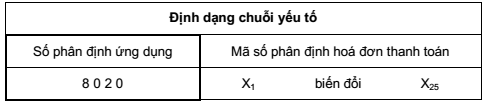 Định dạng chuỗi yếu tố
Số phân định ứng dụng Mã số phân định hoá đơn thanh toán
8 0 2 0 X₁ biến đổi X₂₅